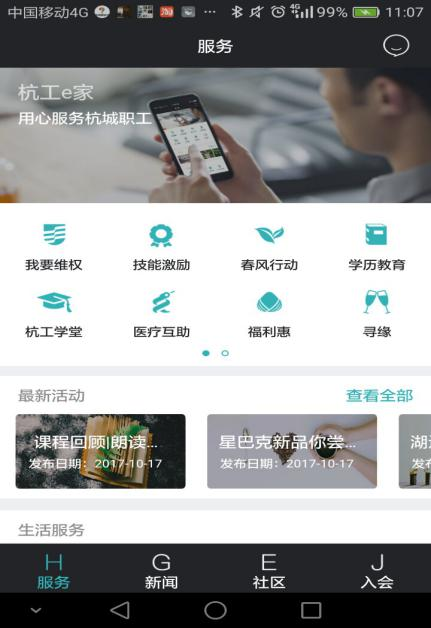 中国移动4G 99% 11:07
服务
杭工e家
用心服务杭城职工
我要维权 技能激励 春风行动 学历教育
杭工学堂 医疗互助 福利惠 寻缘
最新活动 查看全部
课程回顾|朗读... 星巴克新品你尝...
发布日期：2017-10-17 发布日期：2017-10-17
生活服务
H G E J
服务 新闻 社区 入会